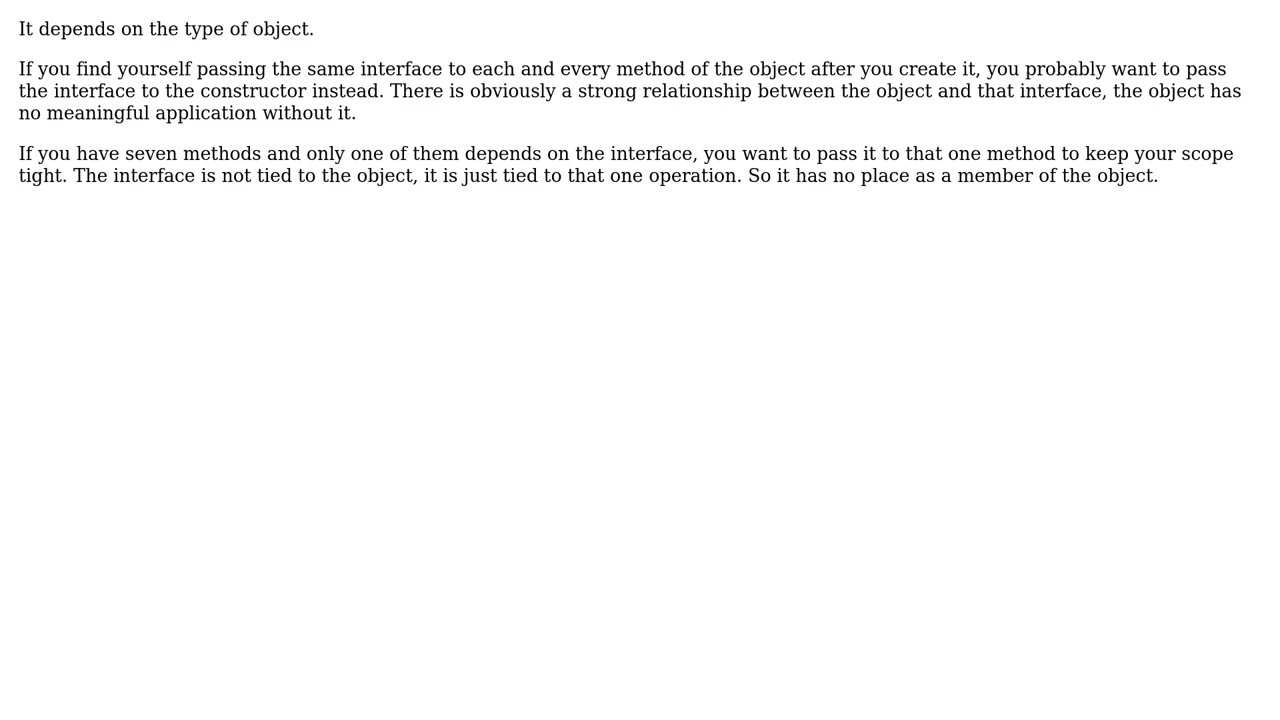 It depends on the type of object.
If you find yourself passing the same interface to each and every method of the object after you create it, you probably want to pass
the interface to the constructor instead. There is obviously a strong relationship between the object and that interface, the object has
no meaningful application without it.
If you have seven methods and only one of them depends on the interface, you want to pass it to that one method to keep your scope
tight. The interface is not tied to the object, it is just tied to that one operation. So it has no place as a member of the object.